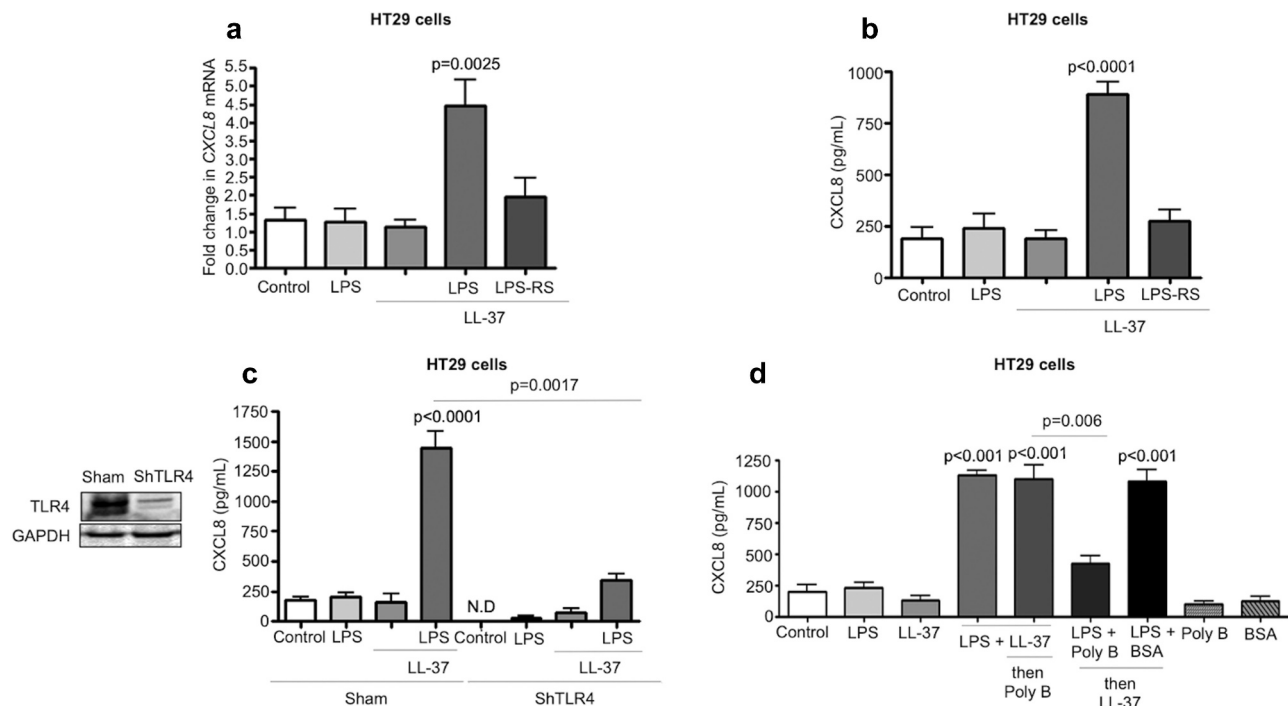 a
HT29 cells
Fold change in CXCL8 mRNA
5.5
5.0
4.5
4.0
3.5
3.0
2.5
2.0
1.5
1.0
0.5
0.0
p=0.0025
Control LPS LPS LPS-RS
LL-37
b
HT29 cells
CXCL8 (pg/mL)
1000
750
500
250
0
p<0.0001
Control LPS LPS LPS-RS
LL-37
c
HT29 cells
p=0.0017
Sham ShTLR4
TLR4
GAPDH
CXCL8 (pg/mL)
1750
1500
1250
1000
750
500
250
0
p<0.0001
N.D
Control LPS LPS Control LPS LPS
LL-37 LL-37
Sham ShTLR4
d
HT29 cells
p=0.006
CXCL8 (pg/mL)
1250
1000
750
500
250
0
p<0.001 p<0.001 p<0.001
Control LPS LL-37 LPS + LL-37 LPS + LPS + Poly B BSA
Poly B BSA
then then
Poly B LL-37